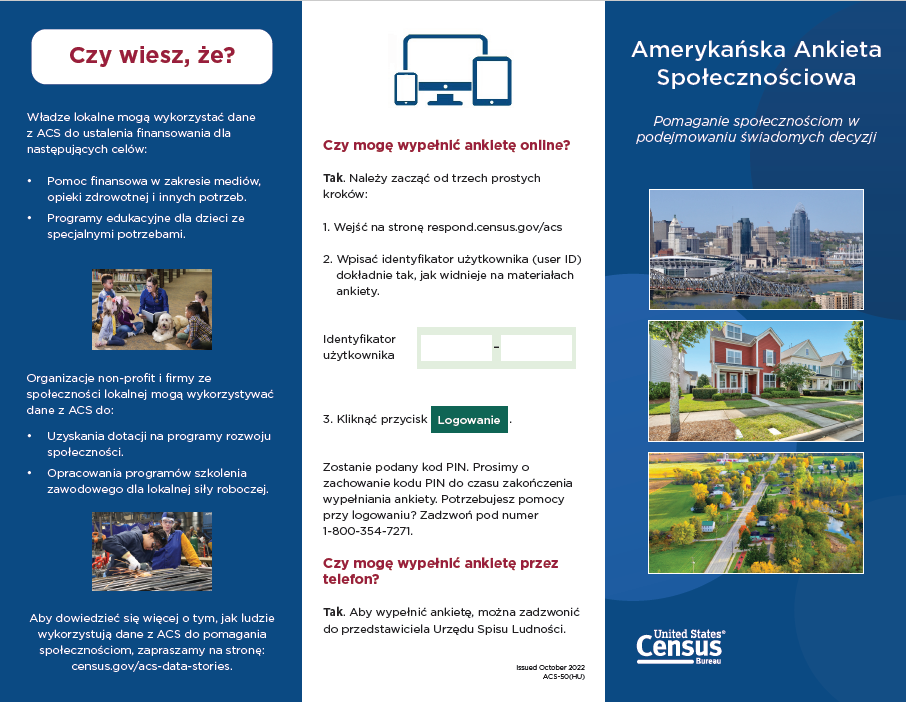 Czy wiesz, że?
Władze lokalne mogą wykorzystać dane
z ACS do ustalenia finansowania dla
następujących celów:
• Pomoc finansowa w zakresie mediów,
opieki zdrowotnej i innych potrzeb.
• Programy edukacyjne dla dzieci ze
specjalnymi potrzebami.
Organizacje non-profit i firmy ze
społeczności lokalnej mogą wykorzystywać
dane z ACS do:
• Uzyskania dotacji na programy rozwoju
społeczności.
• Opracowania programów szkolenia
zawodowego dla lokalnej siły roboczej.
Aby dowiedzieć się więcej o tym, jak ludzie
wykorzystują dane z ACS do pomagania
społecznościom, zapraszamy na stronę:
census.gov/acs-data-stories.
Czy mogę wypełnić ankietę online?
Tak. Należy zacząć od trzech prostych
kroków:
1. Wejść na stronę respond.census.gov/acs
2. Wpisać identyfikator użytkownika (user ID)
dokładnie tak, jak widnieje na materiałach
ankiety.
Identyfikator
użytkownika
–
3. Kliknąć przycisk Logowanie.
Zostanie podany kod PIN. Prosimy o
zachowanie kodu PIN do czasu zakończenia
wypełniania ankiety. Potrzebujesz pomocy
przy logowaniu? Zadzwoń pod numer
1-800-354-7271.
Czy mogę wypełnić ankietę przez
telefon?
Tak. Aby wypełnić ankietę, można zadzwonić
do przedstawiciela Urzędu Spisu Ludności.
Issued October 2022
ACS-50(HU)
Amerykańska Ankieta
Społecznościowa
Pomaganie społecznościom w
podejmowaniu świadomych decyzji
United States®
Census
Bureau